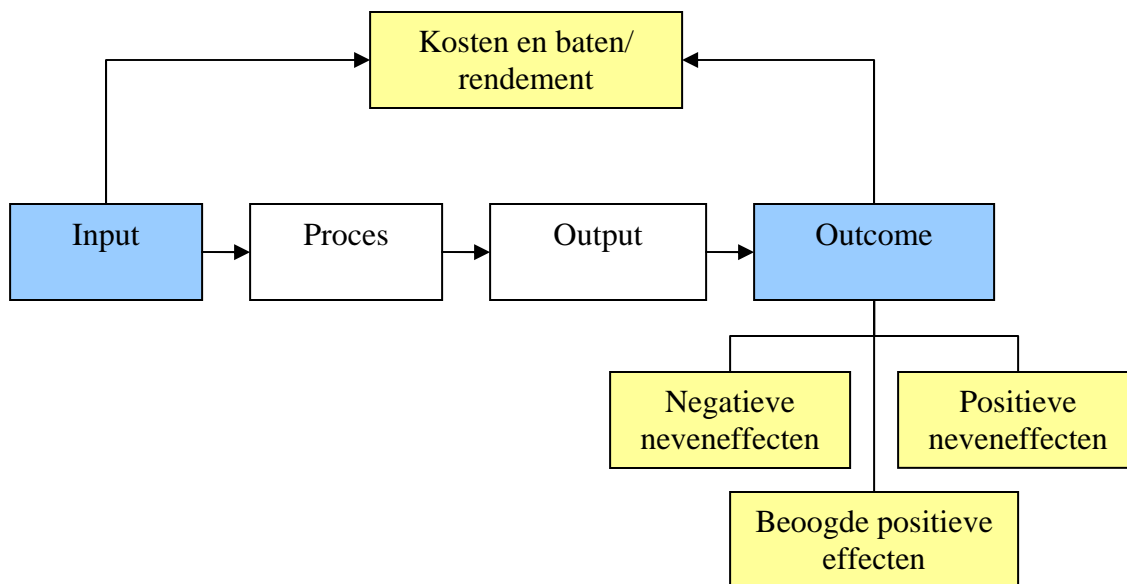 Kosten en baten/
rendement
Input
Proces
Output
Outcome
Negatieve
neveneffecten
Positieve
neveneffecten
Beoogde positieve
effecten